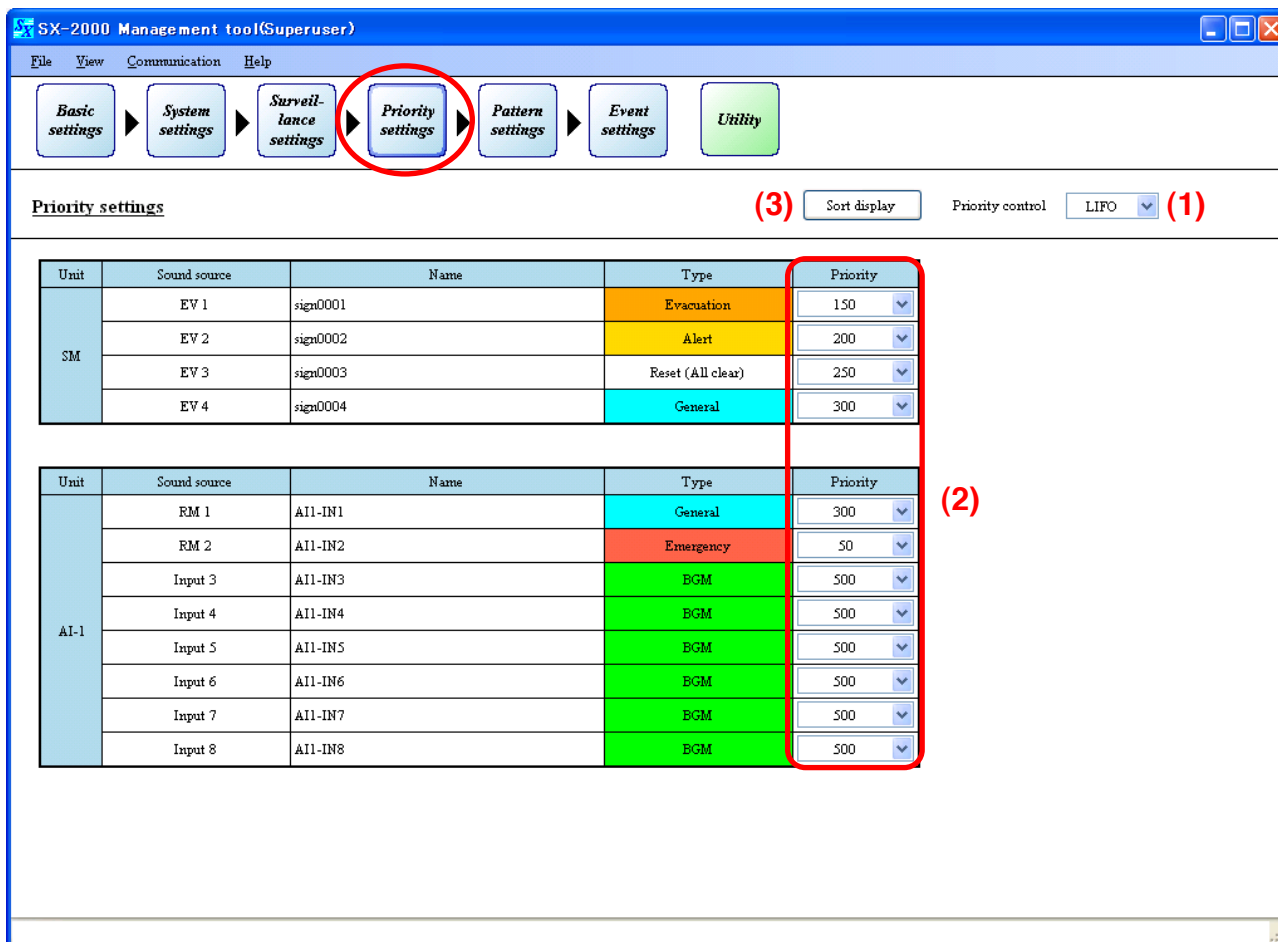 SX SX-2000 Management tool(Superuser)
File View Communication Help
Basic settings System settings Surveil-lance settings Priority settings Pattern settings Event settings Utility
Priority settings (3) Sort display Priority control LIFO (1)
Unit Sound source Name Type Priority
SM
EV 1 sign0001 Evacuation 150
EV 2 sign0002 Alert 200
EV 3 sign0003 Reset (All clear) 250
EV 4 sign0004 General 300
Unit Sound source Name Type Priority
(2)
AI-1
RM 1 AI1-IN1 General 300
RM 2 AI1-IN2 Emergency 50
Input 3 AI1-IN3 BGM 500
Input 4 AI1-IN4 BGM 500
Input 5 AI1-IN5 BGM 500
Input 6 AI1-IN6 BGM 500
Input 7 AI1-IN7 BGM 500
Input 8 AI1-IN8 BGM 500